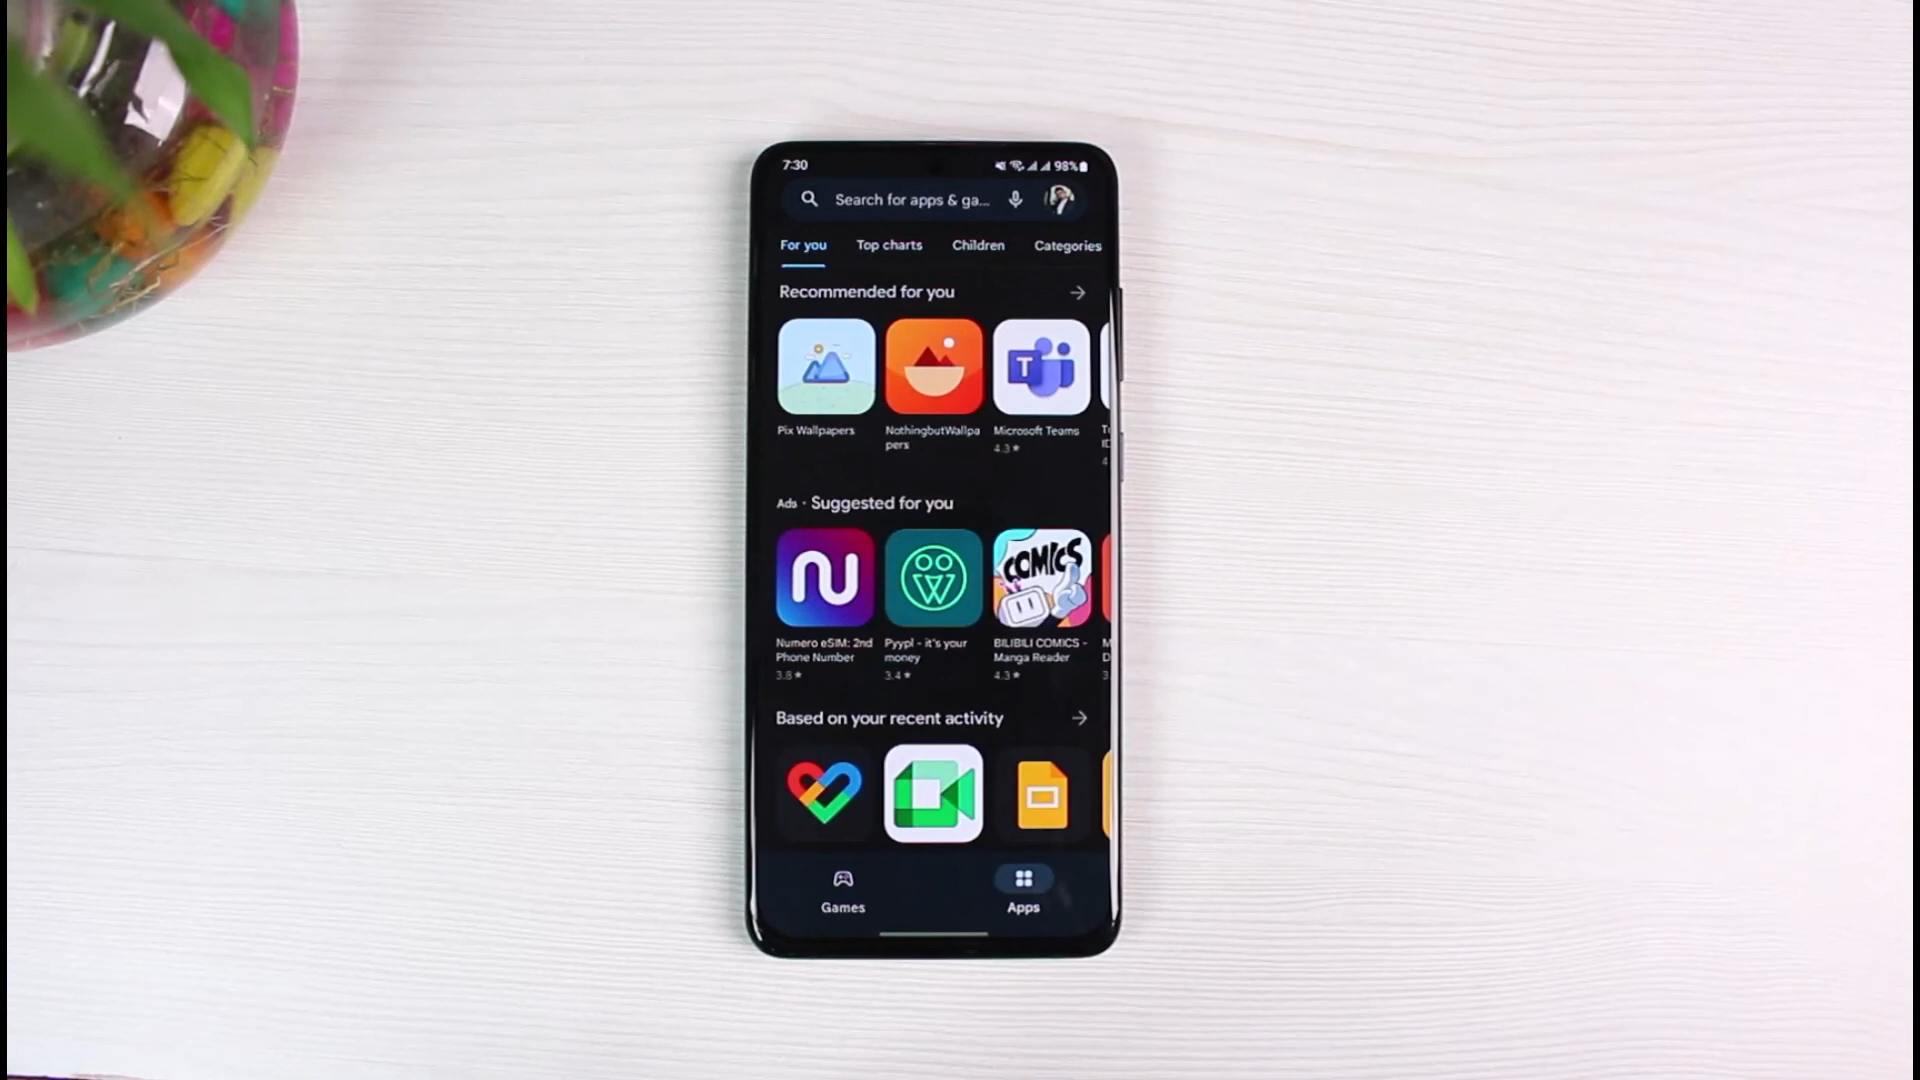 7:30
98%
Search for apps & ga...
For you
Top charts
Children
Categories
Recommended for you
T
Pix Wallpapers
NothingbutWallpa
pers
Microsoft Teams
4.3★
Ads · Suggested for you
COMICS
Numero eSIM: 2nd
Phone Number
3.8★
Pyypl - it's your
money
3.4★
BILIBILI COMICS -
Manga Reader
4.3★
Based on your recent activity
Games
Apps